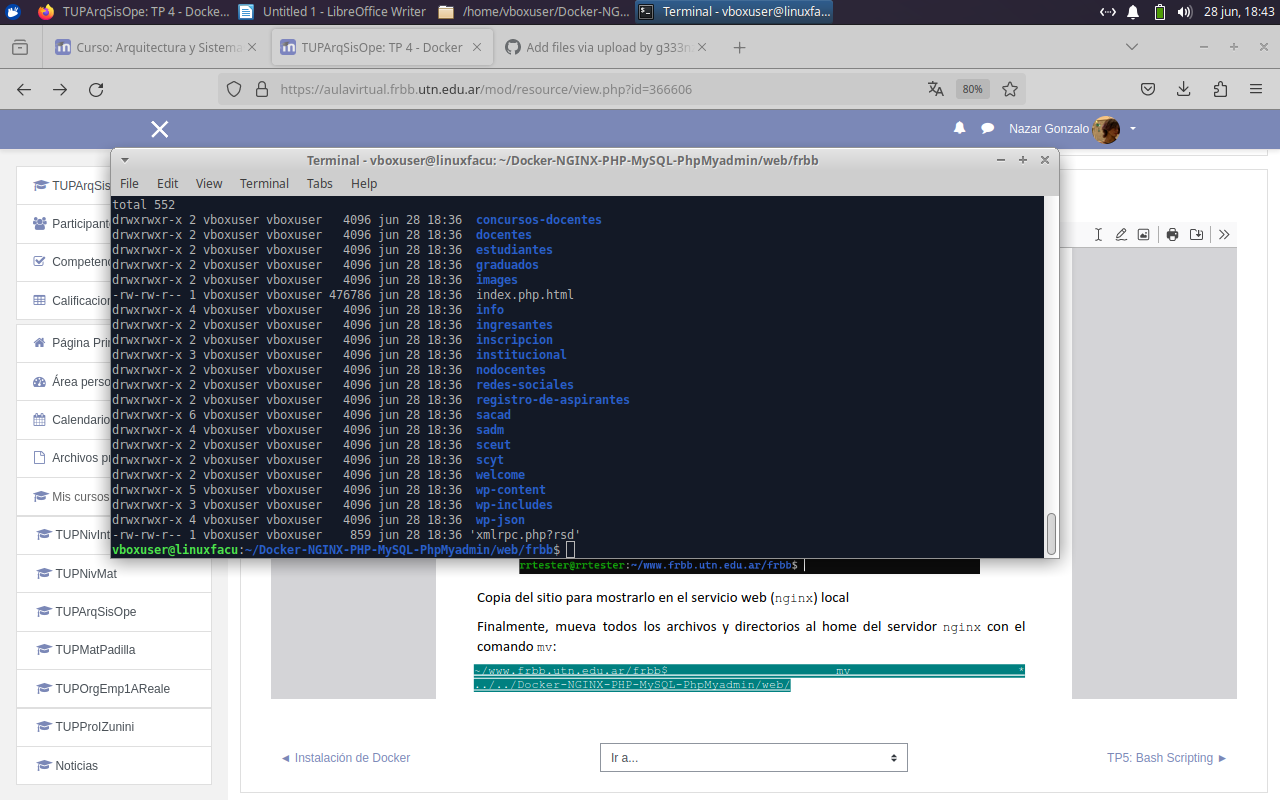 TUPArqSisOpe: TP 4 - Docke...
Untitled 1 - LibreOffice Writer
/home/vboxuser/Docker-NG...
Terminal - vboxuser@linuxfa...
28 jun, 18:43
Curso: Arquitectura y Sistema
TUPArqSisOpe: TP 4 - Docker
Add files via upload by g333n
https://aulavirtual.frbb.utn.edu.ar/mod/resource/view.php?id=366606
80%
Nazar Gonzalo
Terminal - vboxuser@linuxfacu: ~/Docker-NGINX-PHP-MySQL-PhpMyadmin/web/frbb
File Edit View Terminal Tabs Help
total 552
drwxrwxr-x 2 vboxuser vboxuser   4096 jun 28 18:36  concursos-docentes
drwxrwxr-x 2 vboxuser vboxuser   4096 jun 28 18:36  docentes
drwxrwxr-x 2 vboxuser vboxuser   4096 jun 28 18:36  estudiantes
drwxrwxr-x 2 vboxuser vboxuser   4096 jun 28 18:36  graduados
drwxrwxr-x 2 vboxuser vboxuser   4096 jun 28 18:36  images
-rw-rw-r-- 1 vboxuser vboxuser 476786 jun 28 18:36  index.php.html
drwxrwxr-x 4 vboxuser vboxuser   4096 jun 28 18:36  info
drwxrwxr-x 2 vboxuser vboxuser   4096 jun 28 18:36  ingresantes
drwxrwxr-x 2 vboxuser vboxuser   4096 jun 28 18:36  inscripcion
drwxrwxr-x 3 vboxuser vboxuser   4096 jun 28 18:36  institucional
drwxrwxr-x 2 vboxuser vboxuser   4096 jun 28 18:36  nodocentes
drwxrwxr-x 2 vboxuser vboxuser   4096 jun 28 18:36  redes-sociales
drwxrwxr-x 2 vboxuser vboxuser   4096 jun 28 18:36  registro-de-aspirantes
drwxrwxr-x 6 vboxuser vboxuser   4096 jun 28 18:36  sacad
drwxrwxr-x 4 vboxuser vboxuser   4096 jun 28 18:36  sadm
drwxrwxr-x 2 vboxuser vboxuser   4096 jun 28 18:36  sceut
drwxrwxr-x 2 vboxuser vboxuser   4096 jun 28 18:36  scyt
drwxrwxr-x 2 vboxuser vboxuser   4096 jun 28 18:36  welcome
drwxrwxr-x 5 vboxuser vboxuser   4096 jun 28 18:36  wp-content
drwxrwxr-x 3 vboxuser vboxuser   4096 jun 28 18:36  wp-includes
drwxrwxr-x 4 vboxuser vboxuser   4096 jun 28 18:36  wp-json
-rw-rw-r-- 1 vboxuser vboxuser    859 jun 28 18:36 'xmlrpc.php?rsd'
vboxuser@linuxfacu:~/Docker-NGINX-PHP-MySQL-PhpMyadmin/web/frbb$
TUPArqSis
Participant
Competenc
Calificacion
Página Prin
Área perso
Calendario
Archivos pr
Mis cursos
TUPNivInt
TUPNivMat
TUPArqSisOpe
TUPMatPadilla
TUPOrgEmp1AReale
TUPProIZunini
Noticias
rrtester@rrtester:~/www.frbb.utn.edu.ar/frbb$
Copia del sitio para mostrarlo en el servicio web (nginx) local
Finalmente, mueva todos los archivos y directorios al home del servidor nginx con el
comando mv:
~/www.frbb.utn.edu.ar/frbb$ mv *
../../Docker-NGINX-PHP-MySQL-PhpMyadmin/web/
◄ Instalación de Docker
Ir a...
TP5: Bash Scripting ►